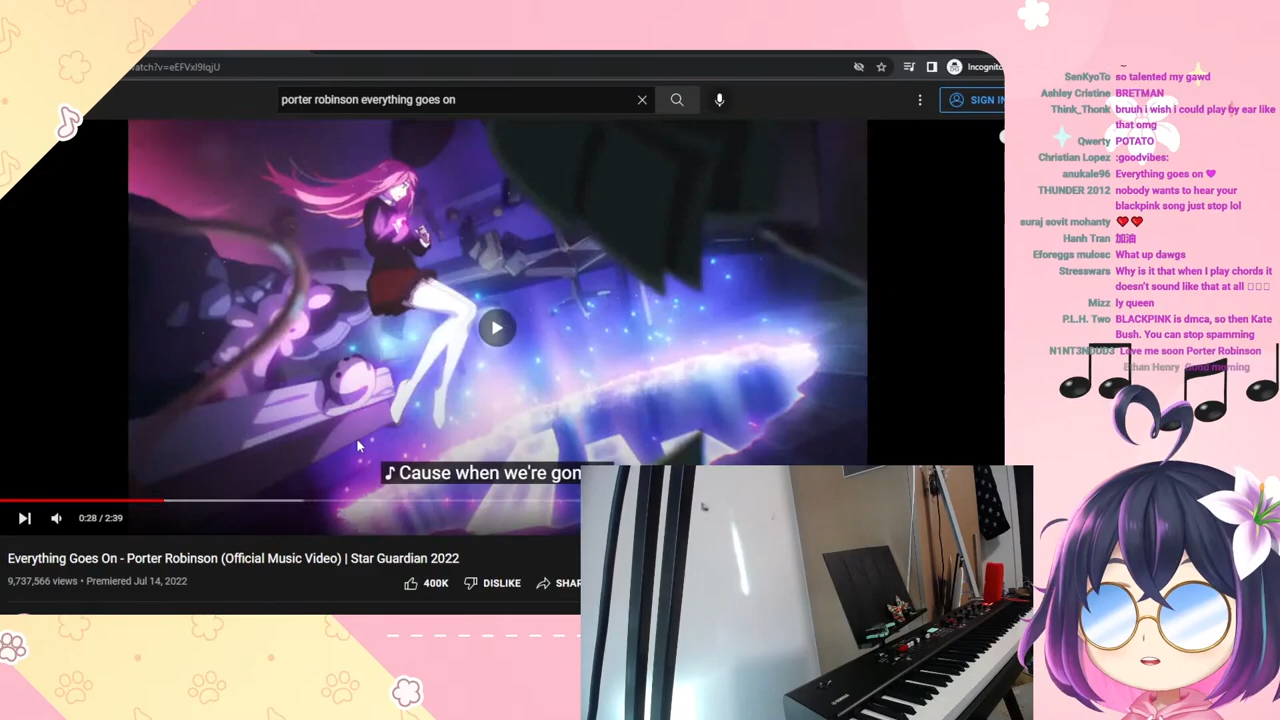 watch?v=eEFVxl9lqjU
Incognito
porter robinson everything goes on
SIGN IN
♪ Cause when we're gon
0:28 / 2:39
Everything Goes On - Porter Robinson (Official Music Video) | Star Guardian 2022
9,737,566 views • Premiered Jul 14, 2022
400K
DISLIKE
SHAR
SenKyoTo so talented my gawd
Ashley Cristine BRETMAN
Think_Thonk bruuh i wish i could play by ear like
that omg
Qwerty POTATO
Christian Lopez :goodvibes:
anukale96 Everything goes on
THUNDER 2012 nobody wants to hear your
blackpink song just stop lol
suraj sovit mohanty
Hanh Tran 加油
Eforeggs mulosc What up dawgs
Stresswars Why is it that when I play chords it
doesn't sound like that at all
Mizz ly queen
P.L.H. Two BLACKPINK is dmca, so then Kate
Bush. You can stop spamming
N1NT3NDUD3 Love me soon Porter Robinson
Ethan Henry Good morning